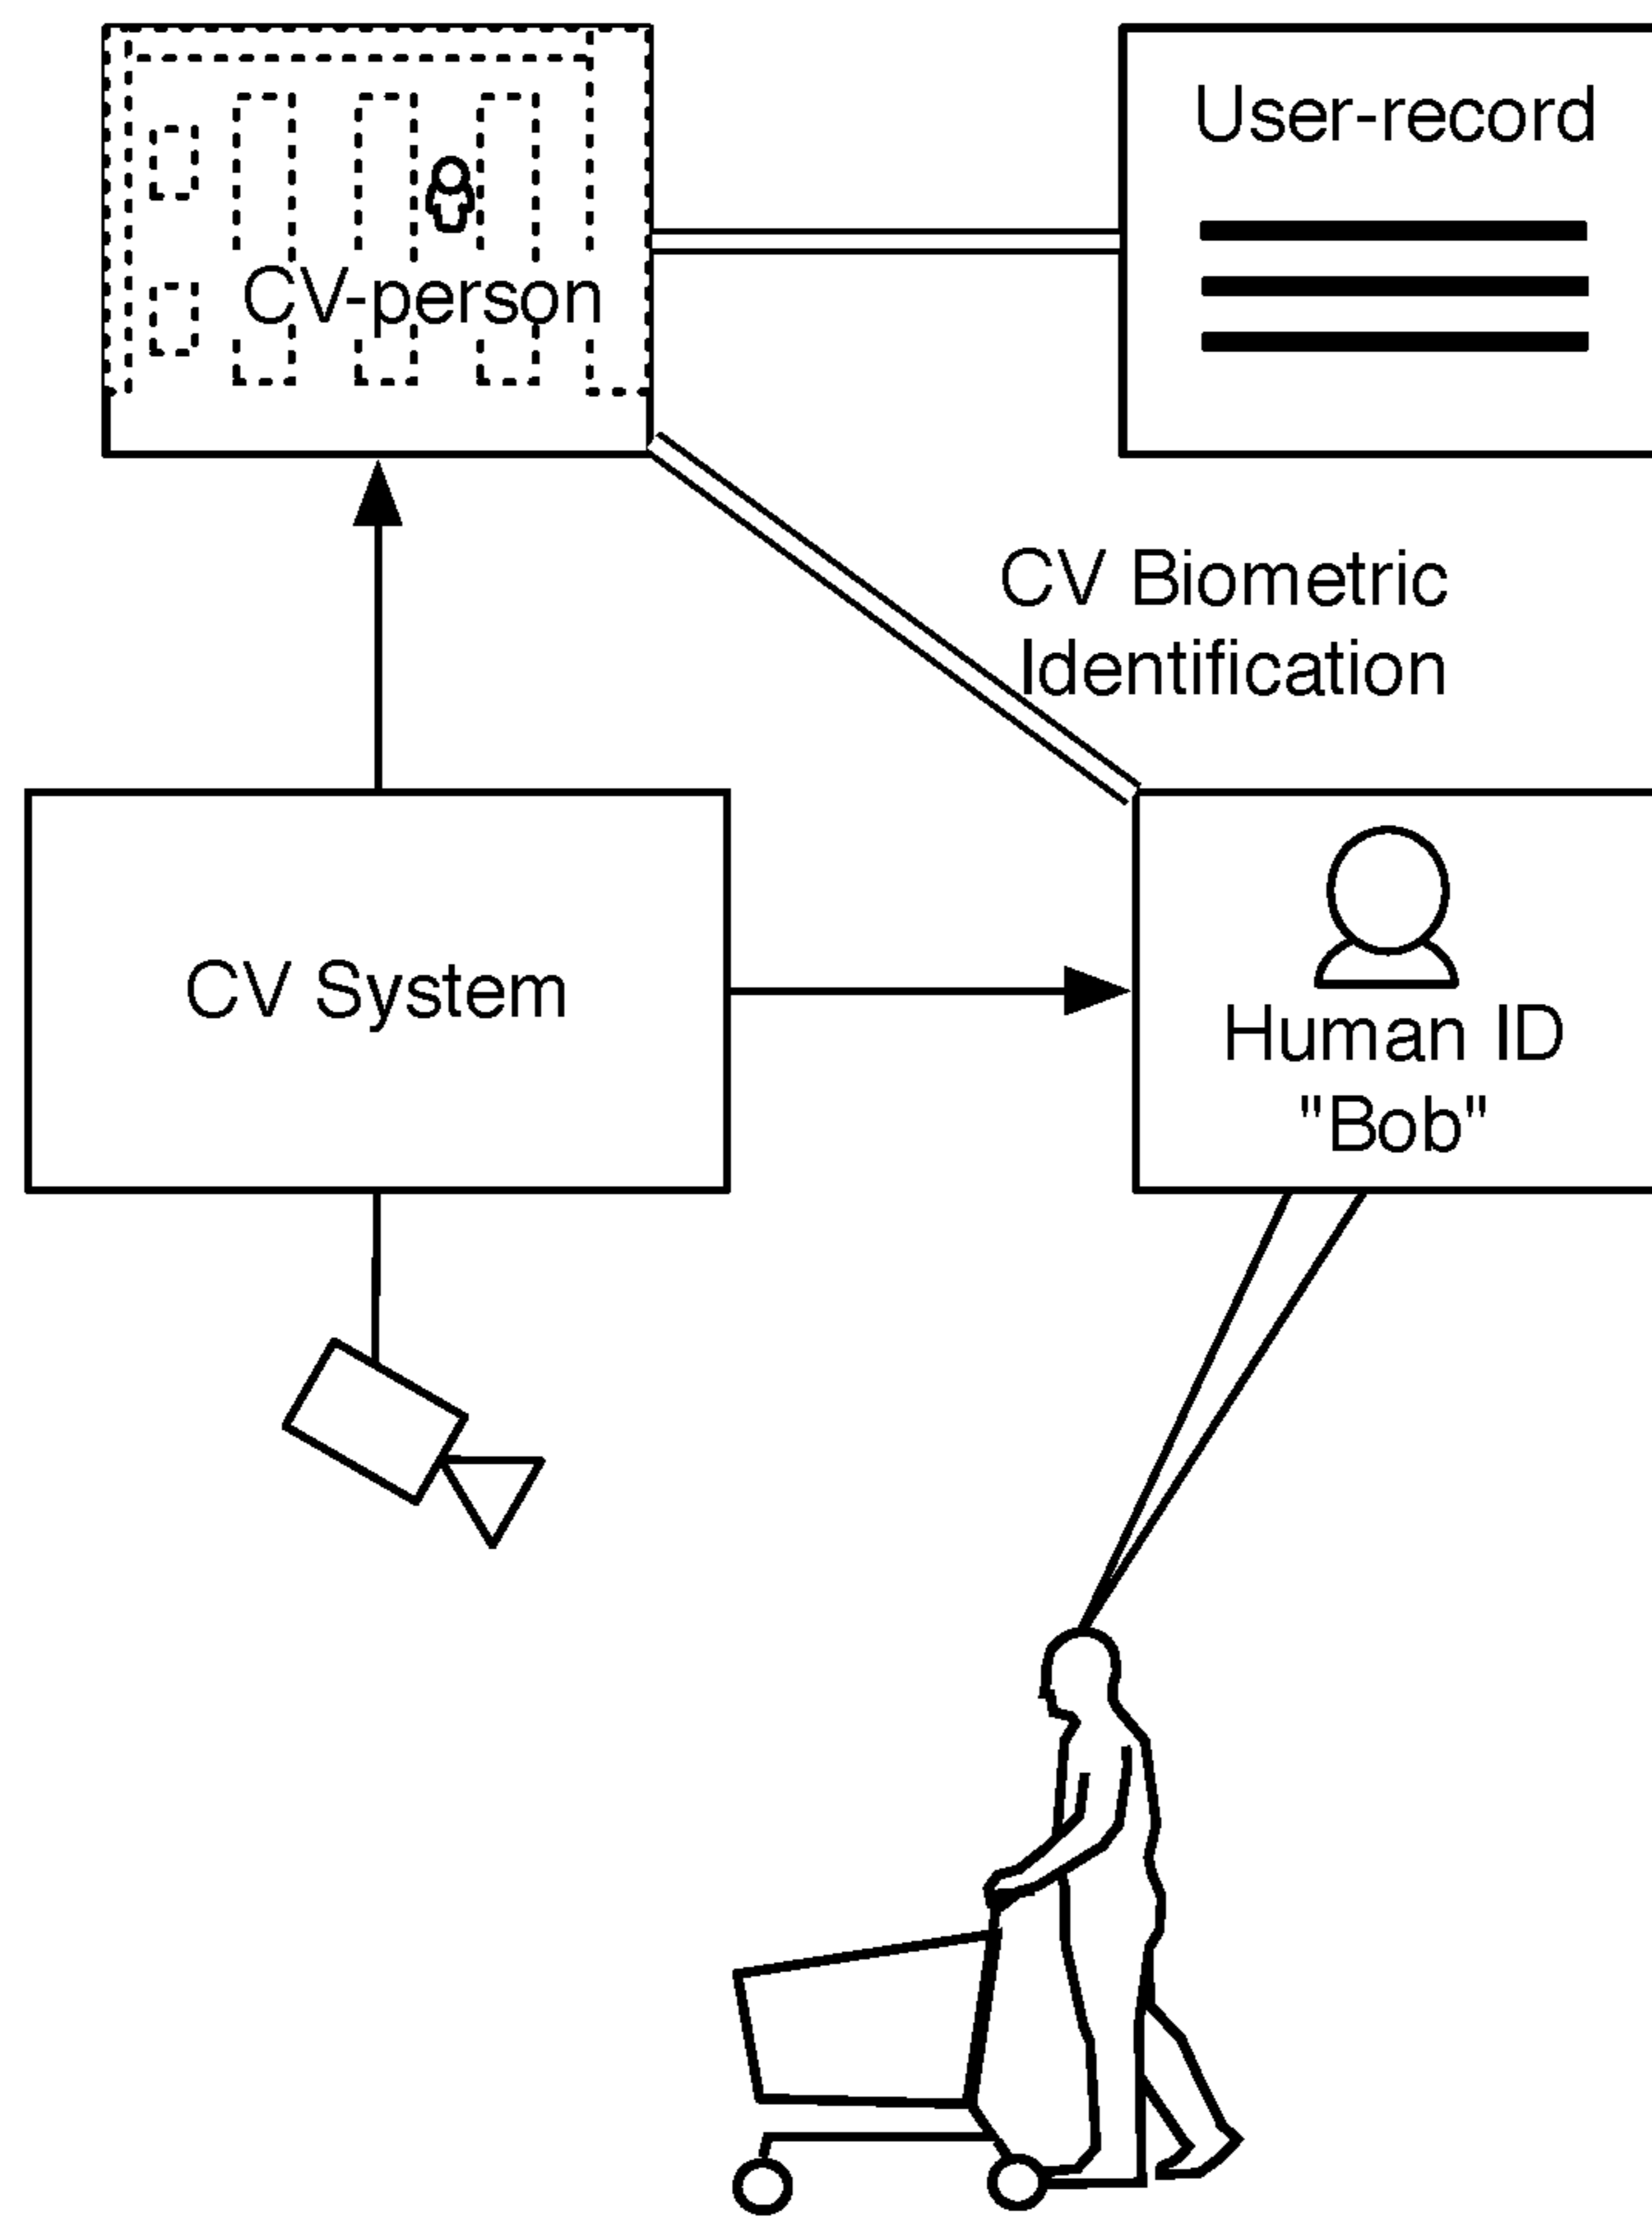 User-record
CV-person
CV Biometric
Identification
CV System
Human ID
"Bob"